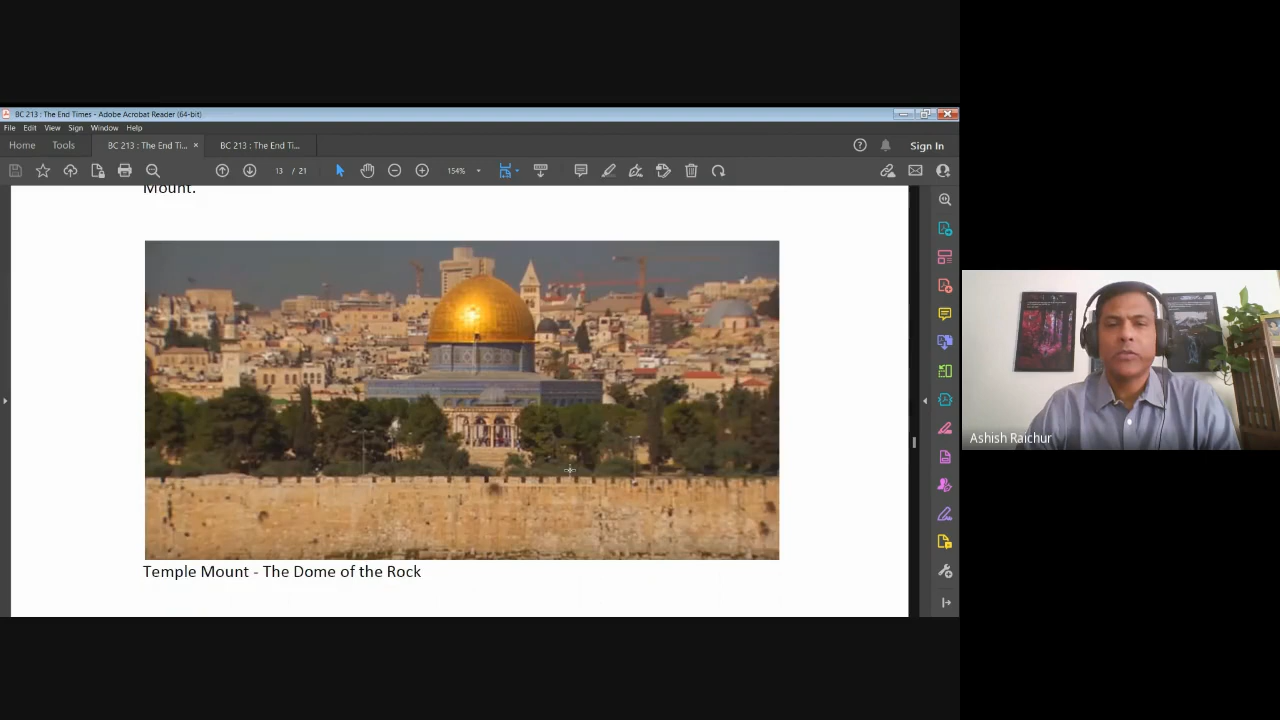 BC 213 : The End Times - Adobe Acrobat Reader (64-bit)
File Edit View Sign Window Help
Home Tools BC 213 : The End Ti... × BC 213 : The End Ti... Sign In
13 / 21 154%
Mount.
Temple Mount - The Dome of the Rock
Ashish Raichur